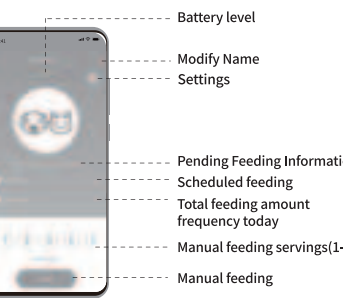 Battery level
Modify Name
Settings
Pending Feeding Informati
Scheduled feeding
Total feeding amount
frequency today
Manual feeding servings(1-
Manual feeding